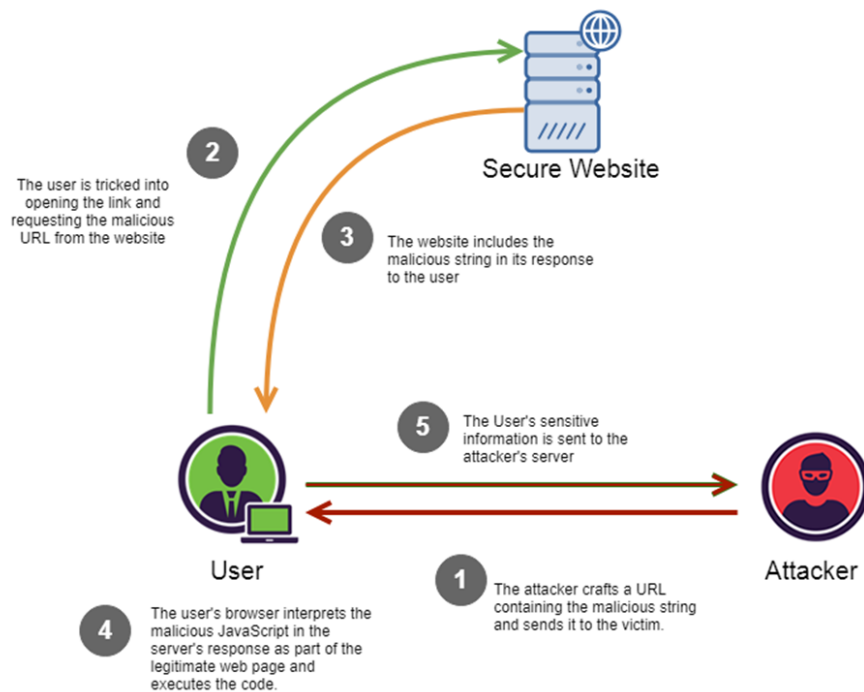 Secure Website
2
The user is tricked into
opening the link and
requesting the malicious
URL from the website
3
The website includes the
malicious string in its response
to the user
5
The User's sensitive
information is sent to the
attacker's server
User
Attacker
1
The attacker crafts a URL
containing the malicious string
and sends it to the victim.
4
The user's browser interprets the
malicious JavaScript in the
server's response as part of the
legitimate web page and
executes the code.